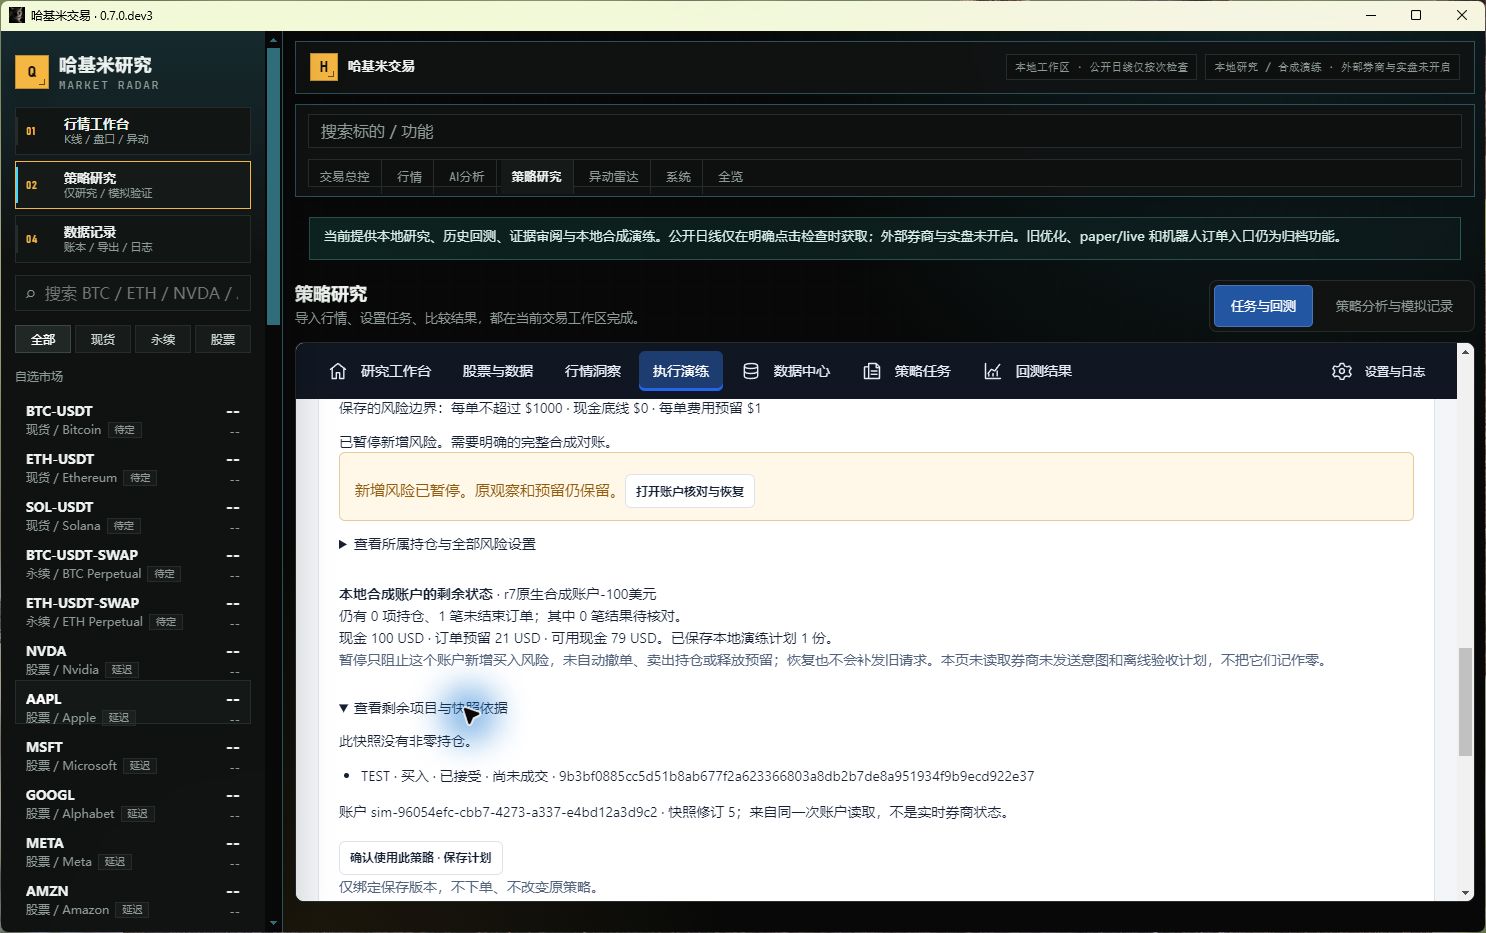 哈基米交易 · 0.7.0.dev3
Q
哈基米研究
MARKET RADAR
01
行情工作台
K线 / 盘口 / 异动
02
策略研究
仅研究 / 模拟验证
04
数据记录
账本 / 导出 / 日志
搜索 BTC / ETH / NVDA / .
全部
现货
永续
股票
自选市场
BTC-USDT --
现货 / Bitcoin 待定 --
ETH-USDT --
现货 / Ethereum 待定 --
SOL-USDT --
现货 / Solana 待定 --
BTC-USDT-SWAP --
永续 / BTC Perpetual 待定 --
ETH-USDT-SWAP --
永续 / ETH Perpetual 待定 --
NVDA --
股票 / Nvidia 延迟 --
AAPL --
股票 / Apple 延迟 --
MSFT --
股票 / Microsoft 延迟 --
GOOGL --
股票 / Alphabet 延迟 --
META --
股票 / Meta 延迟 --
AMZN --
股票 / Amazon 延迟 --
H
哈基米交易
本地工作区 · 公开日线仅按次检查
本地研究 / 合成演练 · 外部券商与实盘未开启
搜索标的 / 功能
交易总控
行情
AI分析
策略研究
异动雷达
系统
全览
当前提供本地研究、历史回测、证据审阅与本地合成演练。公开日线仅在明确点击检查时获取；外部券商与实盘未开启。旧优化、paper/live 和机器人订单入口仍为归档功能。
策略研究
导入行情、设置任务、比较结果，都在当前交易工作区完成。
任务与回测
策略分析与模拟记录
研究工作台
股票与数据
行情洞察
执行演练
数据中心
策略任务
回测结果
设置与日志
保存的风险边界：每单不超过 $1000 · 现金底线 $0 · 每单费用预留 $1
已暂停新增风险。需要明确的完整合成对账。
新增风险已暂停。原观察和预留仍保留。
打开账户核对与恢复
▶ 查看所属持仓与全部风险设置
本地合成账户的剩余状态 · r7原生合成账户-100美元
仍有 0 项持仓、1 笔未结束订单；其中 0 笔结果待核对。
现金 100 USD · 订单预留 21 USD · 可用现金 79 USD。已保存本地演练计划 1 份。
暂停只阻止这个账户新增买入风险，未自动撤单、卖出持仓或释放预留；恢复也不会补发旧请求。本页未读取券商未发送意图和离线验收计划，不把它们记作零。
▼ 查看剩余项目与快照依据
此快照没有非零持仓。
• TEST · 买入 · 已接受 · 尚未成交 · 9b3bf0885cc5d51b8ab677f2a623366803a8db2b7de8a951934f9b9ecd922e37
账户 sim-96054efc-cbb7-4273-a337-e4bd12a3d9c2 · 快照修订 5；来自同一次账户读取，不是实时券商状态。
确认使用此策略 · 保存计划
仅绑定保存版本，不下单、不改变原策略。